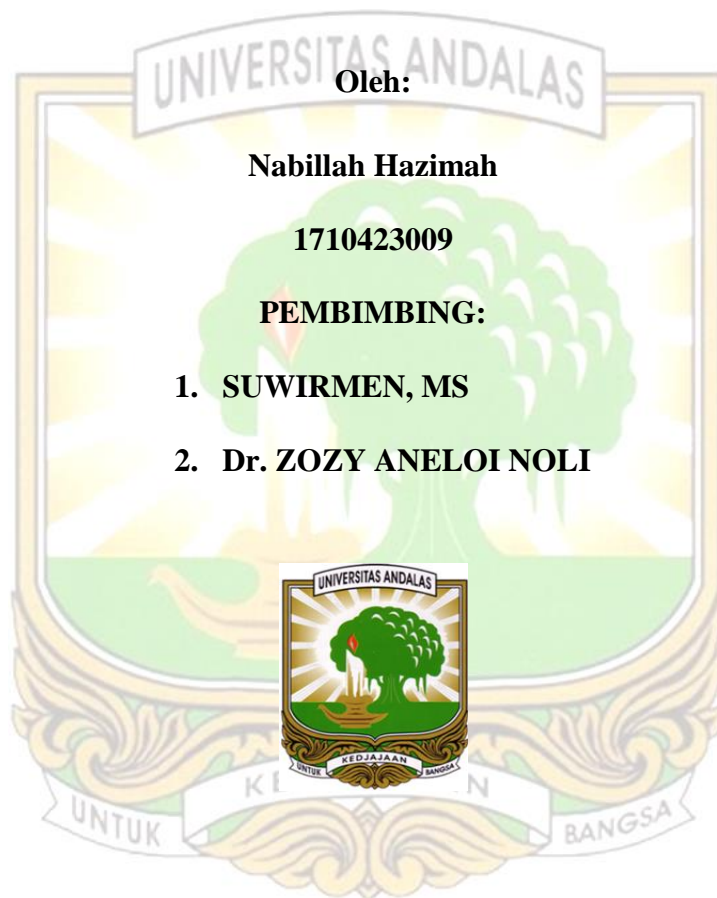 UNIVERSITAS ANDALAS
Oleh:
Nabillah Hazimah
1710423009
PEMBIMBING:
1. SUWIRMEN, MS
2. Dr. ZOZY ANELOI NOLI
UNIVERSITAS ANDALAS
UNTUK KEDJAJAAN BANGSA
UNTUK KE N BANGSA